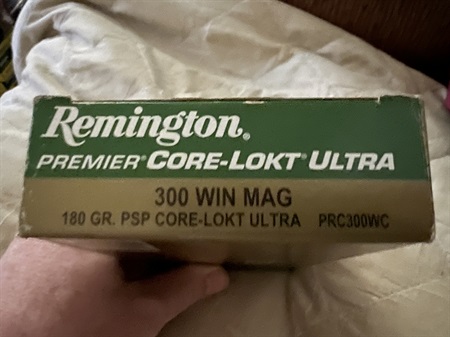 Remington®
PREMIER® CORE-LOKT® ULTRA
300 WIN MAG
180 GR. PSP CORE-LOKT ULTRA PRC300WC